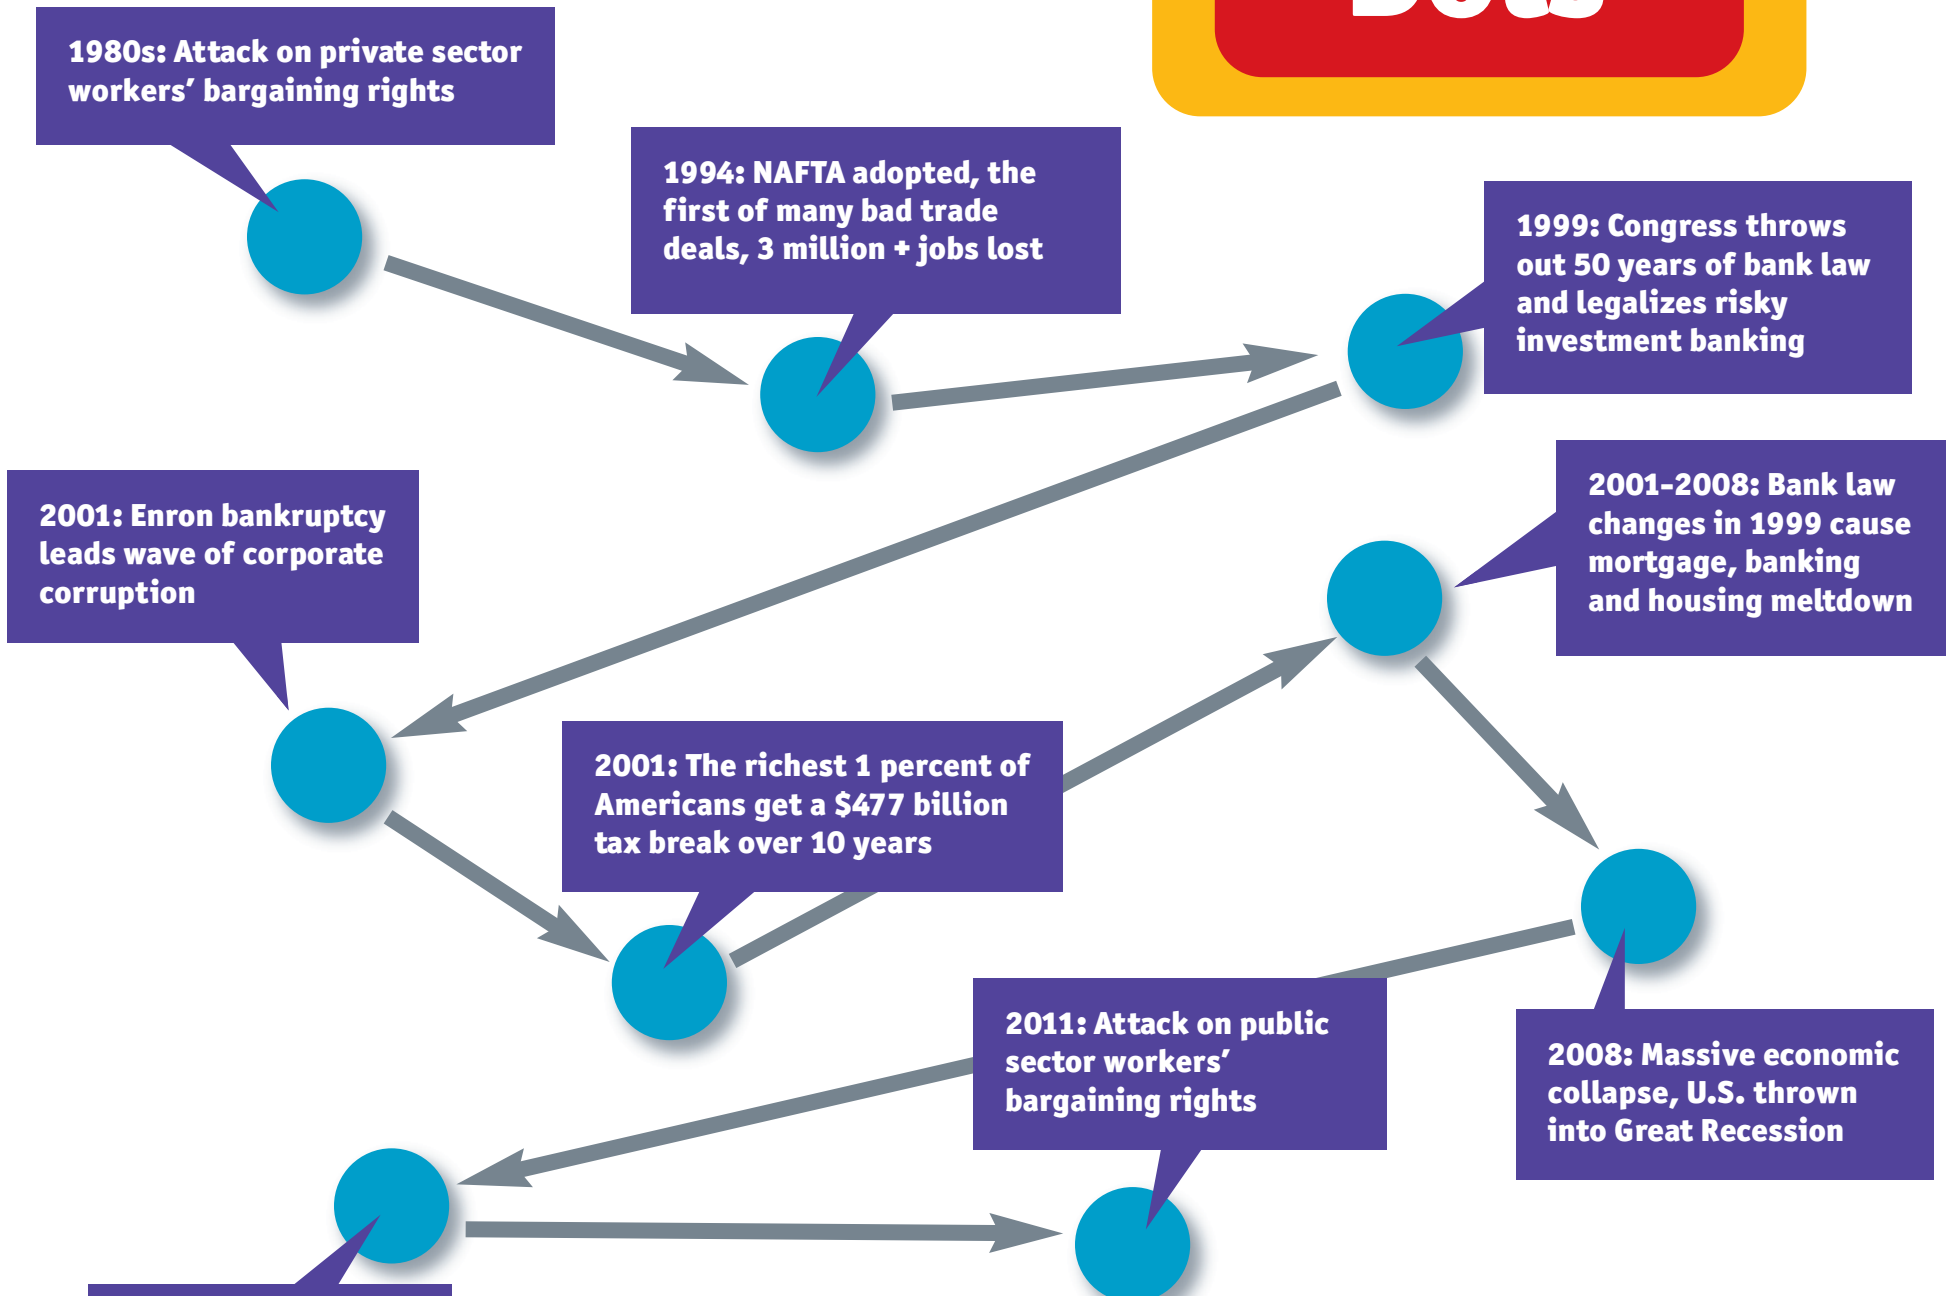 Dots
1980s: Attack on private sector
workers’ bargaining rights
1994: NAFTA adopted, the
first of many bad trade
deals, 3 million + jobs lost
1999: Congress throws
out 50 years of bank law
and legalizes risky
investment banking
2001: Enron bankruptcy
leads wave of corporate
corruption
2001: The richest 1 percent of
Americans get a $477 billion
tax break over 10 years
2001-2008: Bank law
changes in 1999 cause
mortgage, banking
and housing meltdown
2008: Massive economic
collapse, U.S. thrown
into Great Recession
2011: Attack on public
sector workers’
bargaining rights